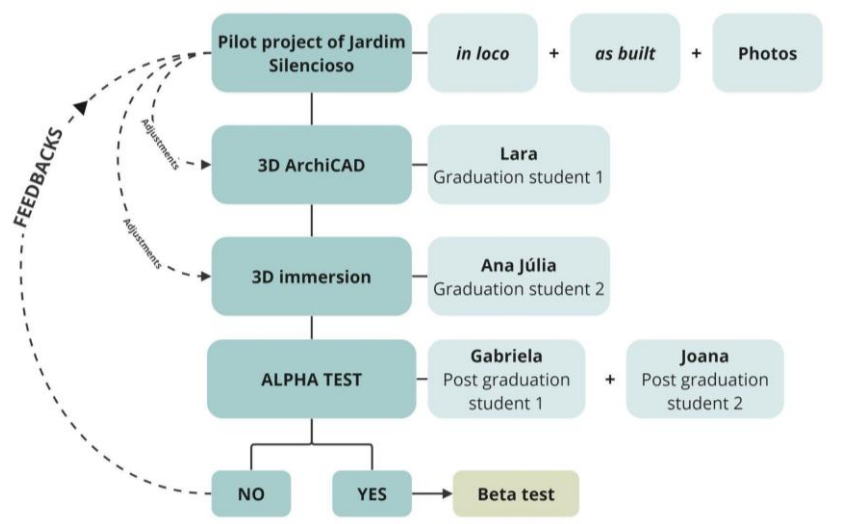 Pilot project of Jardim
Silencioso
in loco
+
as built
+
Photos
Adjustments
FEEDBACKS
3D ArchiCAD
Lara
Graduation student 1
Adjustments
3D immersion
Ana Júlia
Graduation student 2
ALPHA TEST
Gabriela
Post graduation
student 1
+
Joana
Post graduation
student 2
NO
YES
Beta test